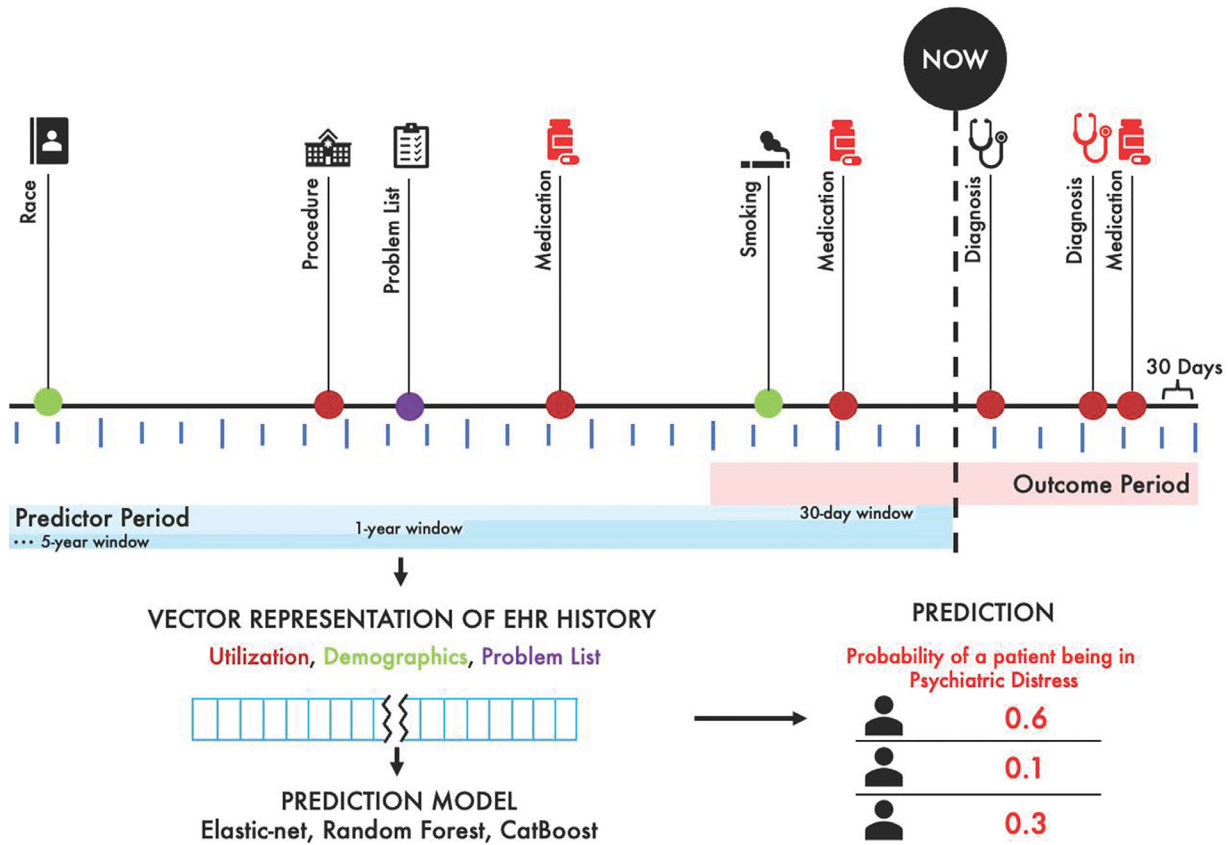 NOW
Race
Procedure
Problem List
Medication
Smoking
Medication
Diagnosis
Diagnosis
Medication
30 Days
Outcome Period
Predictor Period
30-day window
1-year window
... 5-year window
VECTOR REPRESENTATION OF EHR HISTORY
Utilization, Demographics, Problem List
PREDICTION MODEL
Elastic-net, Random Forest, CatBoost
PREDICTION
Probability of a patient being in
Psychiatric Distress
0.6
0.1
0.3